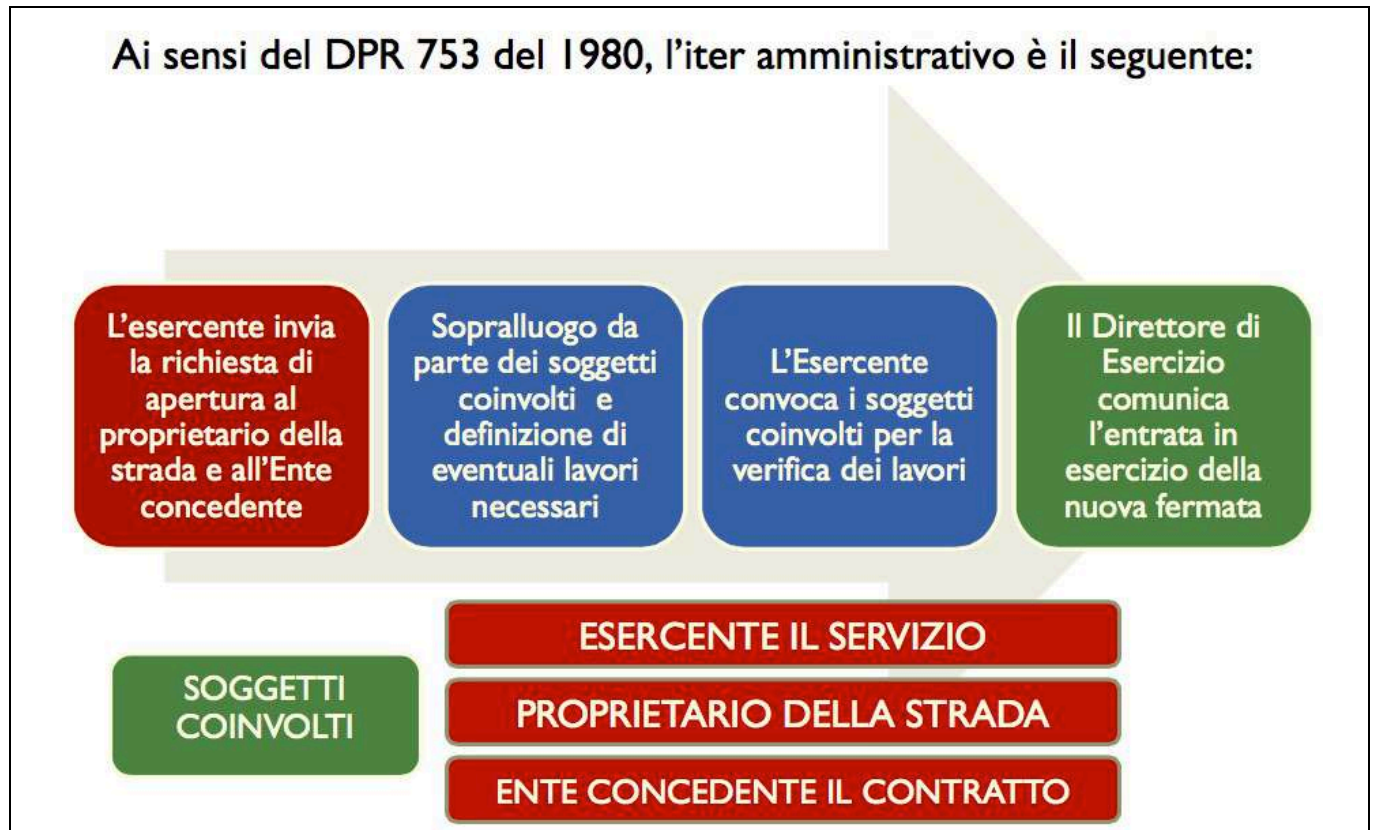 Ai sensi del DPR 753 del 1980, l'iter amministrativo è il seguente:
L'esercente invia
la richiesta di
apertura al
proprietario della
strada e all'Ente
concedente
Sopralluogo da
parte dei soggetti
coinvolti e
definizione di
eventuali lavori
necessari
L'Esercente
convoca i soggetti
coinvolti per la
verifica dei lavori
Il Direttore di
Esercizio
comunica
l'entrata in
esercizio della
nuova fermata
SOGGETTI
COINVOLTI
ESERCENTE IL SERVIZIO
PROPRIETARIO DELLA STRADA
ENTE CONCEDENTE IL CONTRATTO